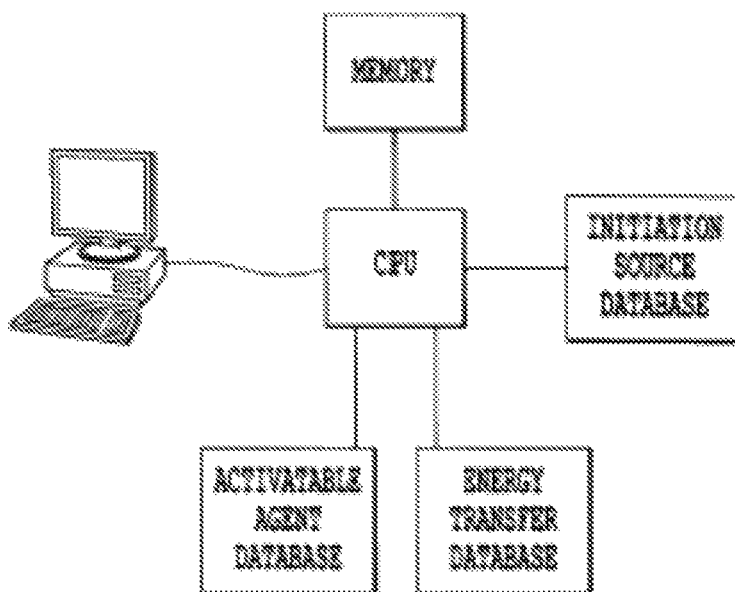 MEMORY
CPU
INITIATION
SOURCE
DATABASE
ACTIVATABLE
AGENT
DATABASE
ENERGY
TRANSFER
DATABASE